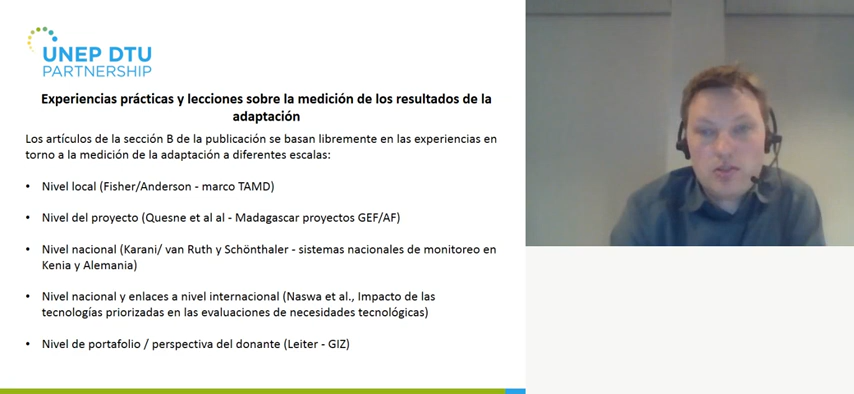 UNEP DTU
PARTNERSHIP
Experiencias prácticas y lecciones sobre la medición de los resultados de la
adaptación
Los artículos de la sección B de la publicación se basan libremente en las experiencias en
torno a la medición de la adaptación a diferentes escalas:
• Nivel local (Fisher/Anderson - marco TAMD)
• Nivel del proyecto (Quesne et al al - Madagascar proyectos GEF/AF)
• Nivel nacional (Karani/ van Ruth y Schönthaler - sistemas nacionales de monitoreo en
Kenia y Alemania)
• Nivel nacional y enlaces a nivel internacional (Naswa et al., Impacto de las
tecnologías priorizadas en las evaluaciones de necesidades tecnológicas)
• Nivel de portafolio / perspectiva del donante (Leiter - GIZ)